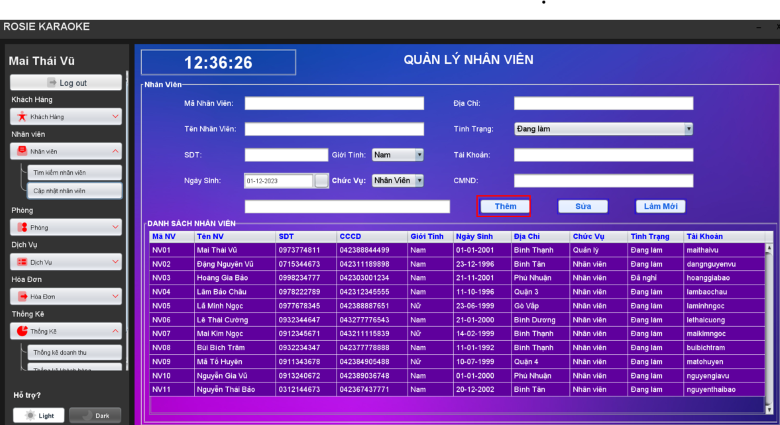 ROSIE KARAOKE
Mai Thái Vũ
12:36:26
QUẢN LÝ NHÂN VIÊN
Log out
Khách Hàng
Khách Hàng
Nhân viên
Nhân viên
Tìm kiếm nhân viên
Cập nhật nhân viên
Phòng
Phòng
Dịch Vụ
Dịch Vụ
Hóa Đơn
Hóa Đơn
Thống Kê
Thống Kê
Thống kê doanh thu
Thống kê khách hàng
Hỗ trợ?
Light Dark
Nhân Viên
Mã Nhân Viên: Địa Chỉ:
Tên Nhân Viên: Tình Trạng: Đang làm
SDT: Giới Tính: Nam Tài Khoản:
Ngày Sinh: 01-12-2023 Chức Vụ: Nhân Viên CMND:
Thêm Sửa Làm Mới
DANH SÁCH NHÂN VIÊN
Mã NV Tên NV SDT CCCD Giới Tính Ngày Sinh Địa Chỉ Chức Vụ Tình Trạng Tài Khoản
NV01 Mai Thái Vũ 0973774811 042388844499 Nam 01-01-2001 Bình Thạnh Quản lý Đang làm maithaivu
NV02 Đặng Nguyên Vũ 0715344673 042311189898 Nam 23-12-1996 Bình Tân Nhân viên Đang làm dangnguyenvu
NV03 Hoàng Gia Bảo 0998234777 042303001234 Nam 21-11-2001 Phú Nhuận Nhân viên Đã nghỉ hoanggiabao
NV04 Lâm Bảo Châu 0978222789 042312345555 Nam 11-10-1996 Quận 3 Nhân viên Đang làm lambaochau
NV05 Lã Minh Ngọc 0977678345 042388887651 Nữ 23-06-1999 Gò Vấp Nhân viên Đang làm laminhngoc
NV06 Lê Thái Cường 0932344647 043277776543 Nam 21-01-2000 Bình Dương Nhân viên Đang làm lethaicuong
NV07 Mai Kim Ngọc 0912345671 043211115839 Nữ 14-02-1999 Bình Thạnh Nhân viên Đang làm maikimngoc
NV08 Bùi Bích Trâm 0932234347 042377778888 Nam 11-01-1992 Bình Thạnh Nhân viên Đang làm buibichtram
NV09 Mã Tố Huyên 0911343678 042384905488 Nữ 10-07-1999 Quận 4 Nhân viên Đang làm matohuyen
NV10 Nguyễn Gia Vũ 0913240672 042389036748 Nam 01-01-2000 Phú Nhuận Nhân viên Đang làm nguyengiavu
NV11 Nguyễn Thái Bảo 0312144673 042367437771 Nam 20-12-2002 Bình Tân Nhân viên Đang làm nguyenthaibao